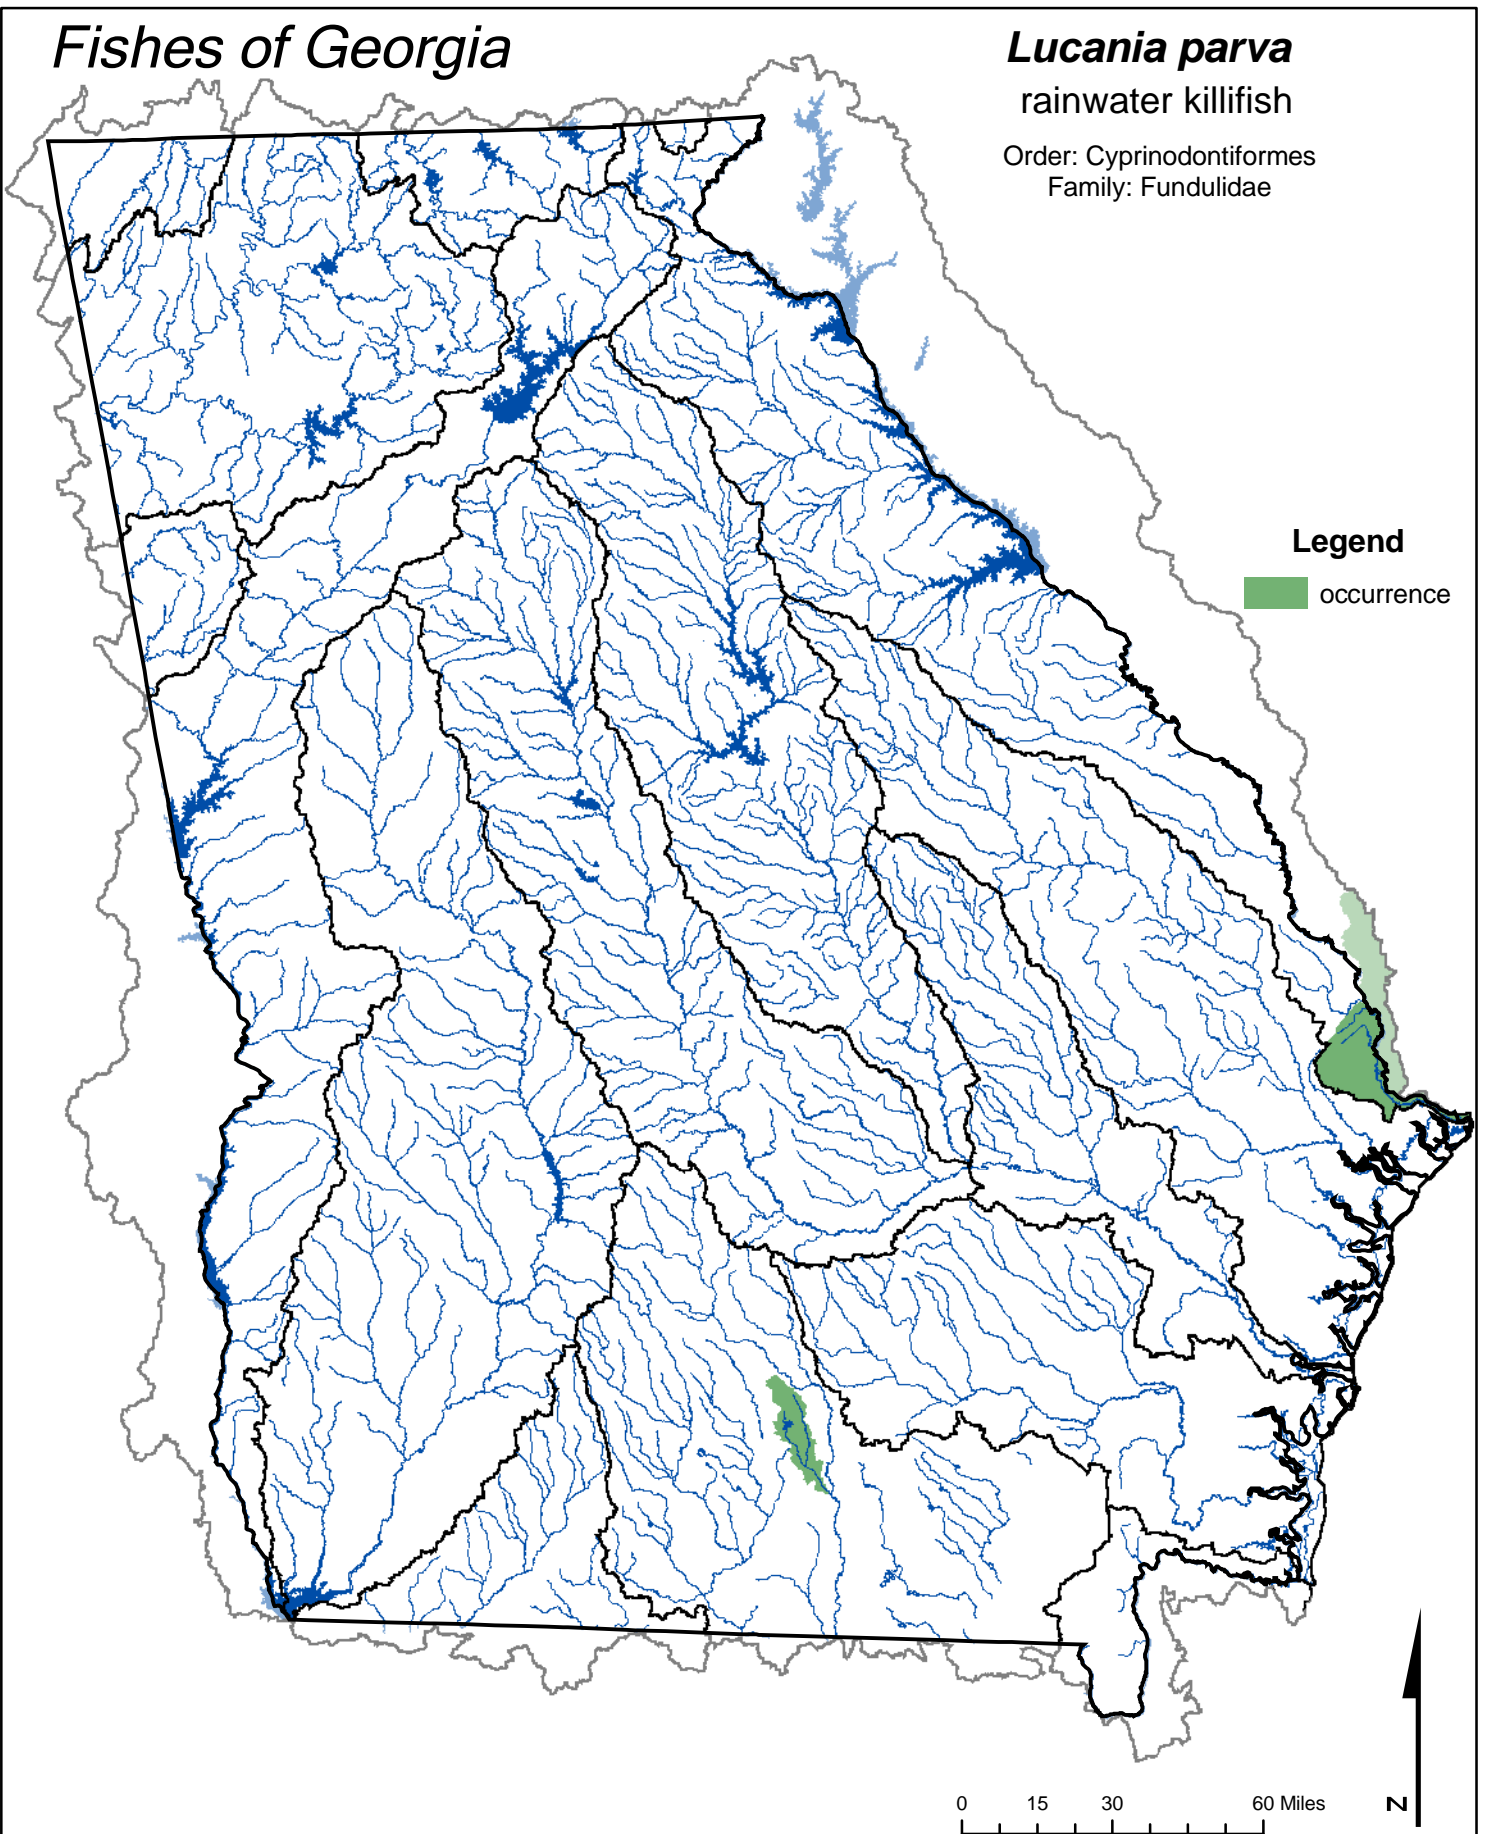 Fishes of Georgia
Lucania parva
rainwater killifish
Order: Cyprinodontiformes
Family: Fundulidae
Legend
occurrence
0 15 30 60 Miles
N